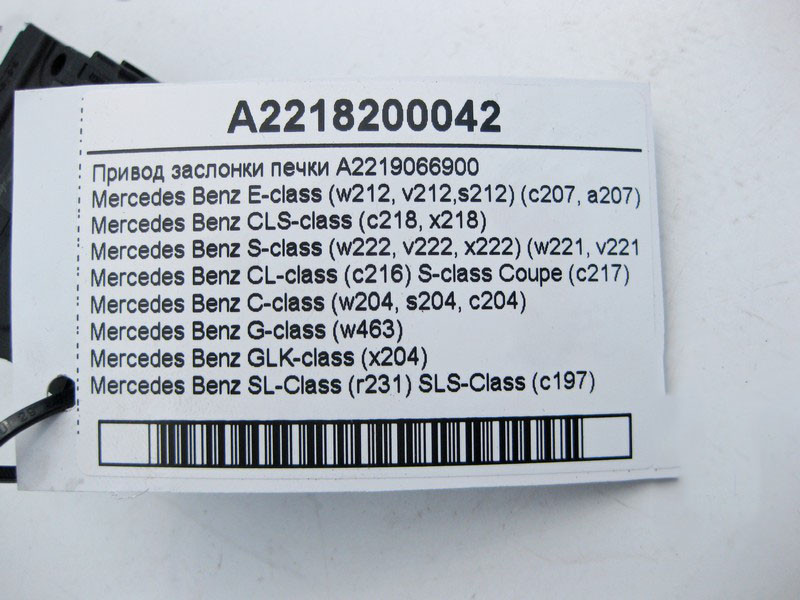 A2218200042
Привод заслонки печки A2219066900
Mercedes Benz E-class (w212, v212,s212) (c207, a207)
Mercedes Benz CLS-class (c218, x218)
Mercedes Benz S-class (w222, v222, x222) (w221, v221
Mercedes Benz CL-class (c216) S-class Coupe (c217)
Mercedes Benz C-class (w204, s204, c204)
Mercedes Benz G-class (w463)
Mercedes Benz GLK-class (x204)
Mercedes Benz SL-Class (r231) SLS-Class (c197)